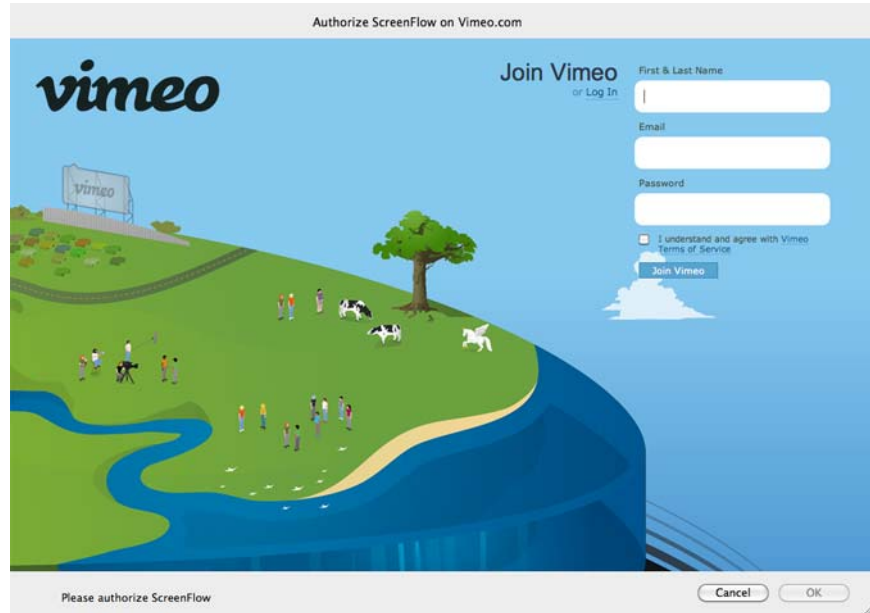 Authorize ScreenFlow on Vimeo.com
vimeo
Join Vimeo
or Log In
First & Last Name
Email
Password
I understand and agree with Vimeo
Terms of Service
Join Vimeo
vimeo
Please authorize ScreenFlow
Cancel
OK